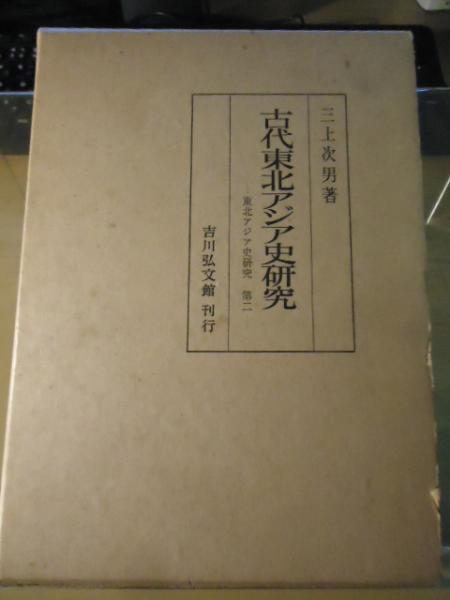 三上次男著
古代東北アジア史研究
—東北アジア史研究 第二—
吉川弘文館 刊行